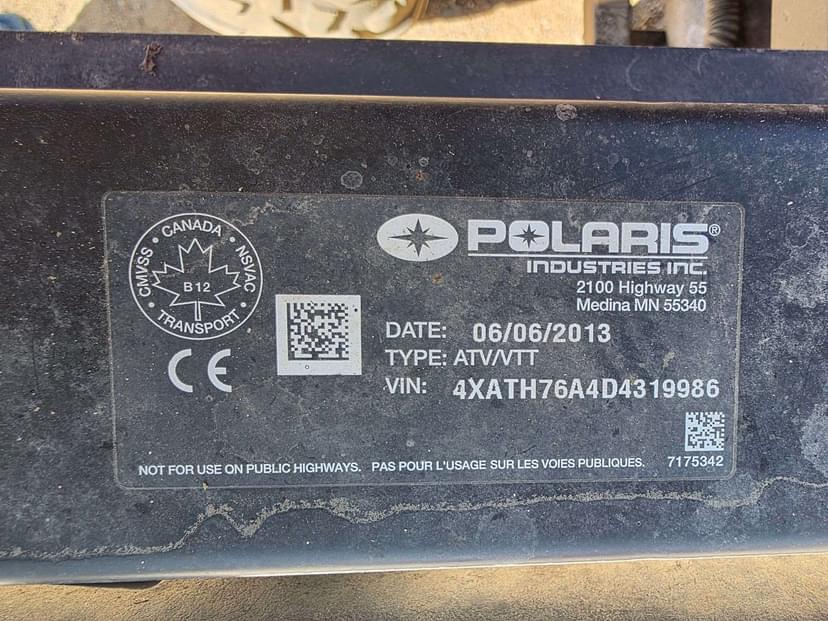 CMVSS · CANADA · NSVAC · TRANSPORT ·
B12
CE
POLARIS®
INDUSTRIES INC.
2100 Highway 55
Medina MN 55340
DATE: 06/06/2013
TYPE: ATV/VTT
VIN: 4XATH76A4D4319986
NOT FOR USE ON PUBLIC HIGHWAYS. PAS POUR L'USAGE SUR LES VOIES PUBLIQUES. 7175342